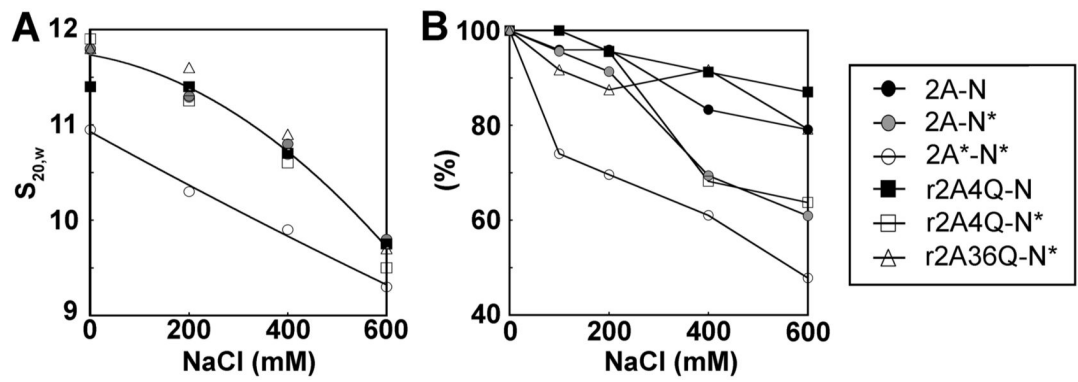 A
B
12
11
10
9
S20,w
0
200
400
600
NaCl (mM)
100
80
60
40
(%)
0
200
400
600
NaCl (mM)
2A-N
2A-N*
2A*-N*
r2A4Q-N
r2A4Q-N*
r2A36Q-N*